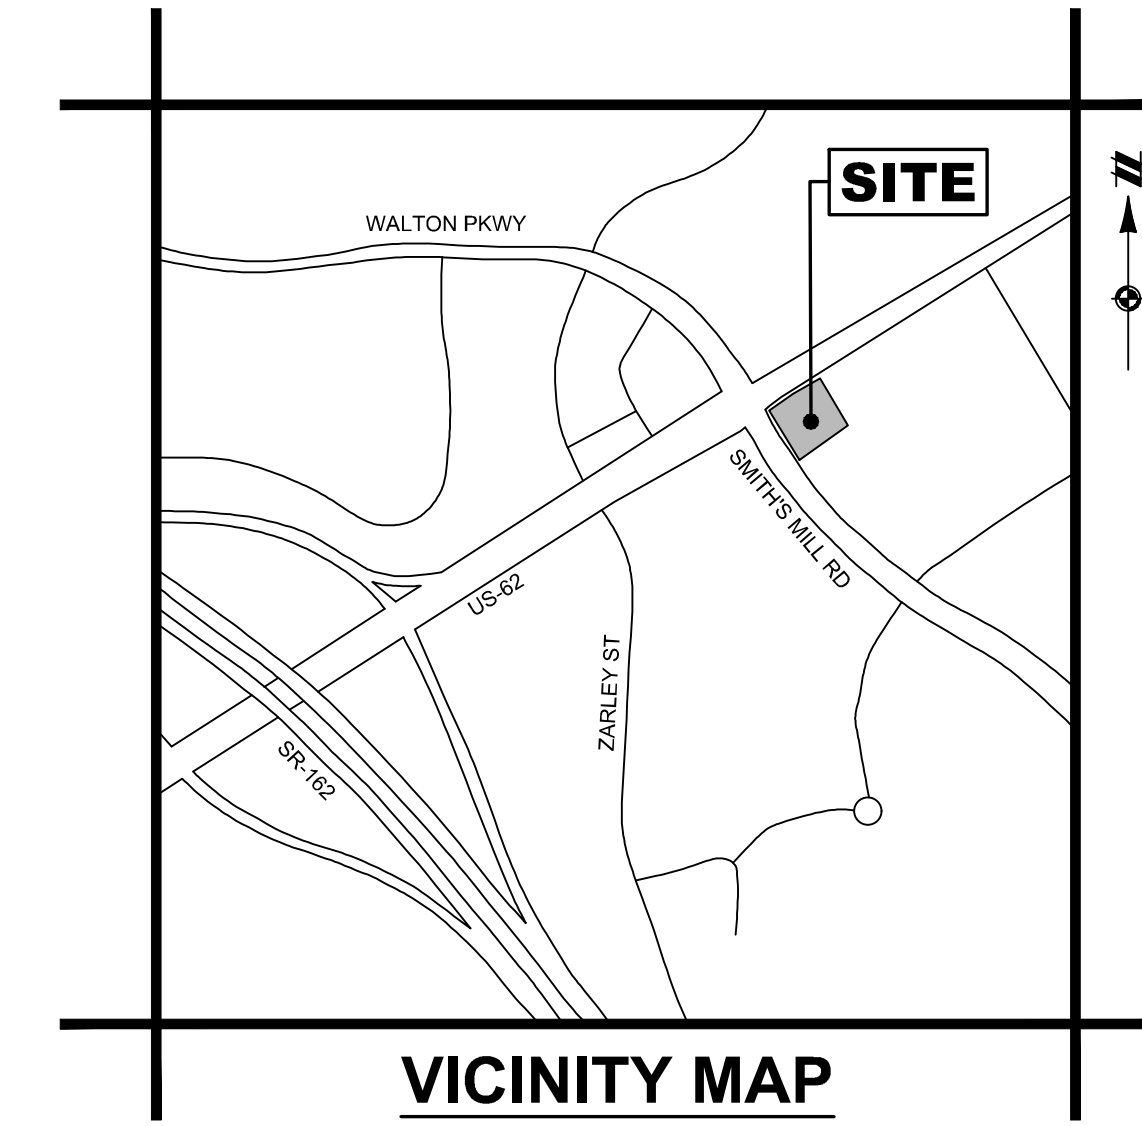 SITE
WALTON PKWY
SMITH'S MILL RD
US-62
ZARLEY ST
SR-162
VICINITY MAP